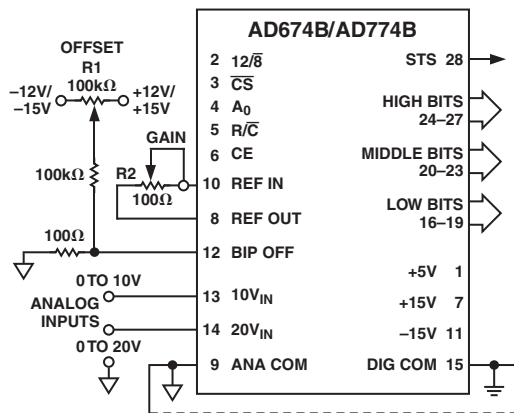 AD674B/AD774B
OFFSET
R1
100kΩ
–12V/
–15V
+12V/
+15V
GAIN
R2
100Ω
100kΩ
100Ω
2 12/8̅
3 C̅S̅
4 A0
5 R/C̅
6 CE
10 REF IN
8 REF OUT
12 BIP OFF
0 TO 10V
13 10VIN
ANALOG
INPUTS
14 20VIN
0 TO 20V
9 ANA COM
STS 28
HIGH BITS
24–27
MIDDLE BITS
20–23
LOW BITS
16–19
+5V 1
+15V 7
–15V 11
DIG COM 15